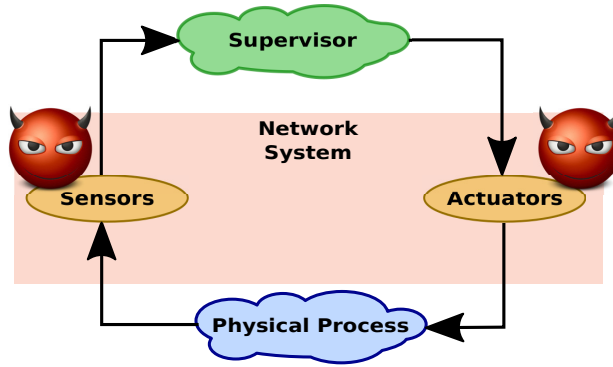 Supervisor
Network
System
Sensors
Actuators
Physical Process